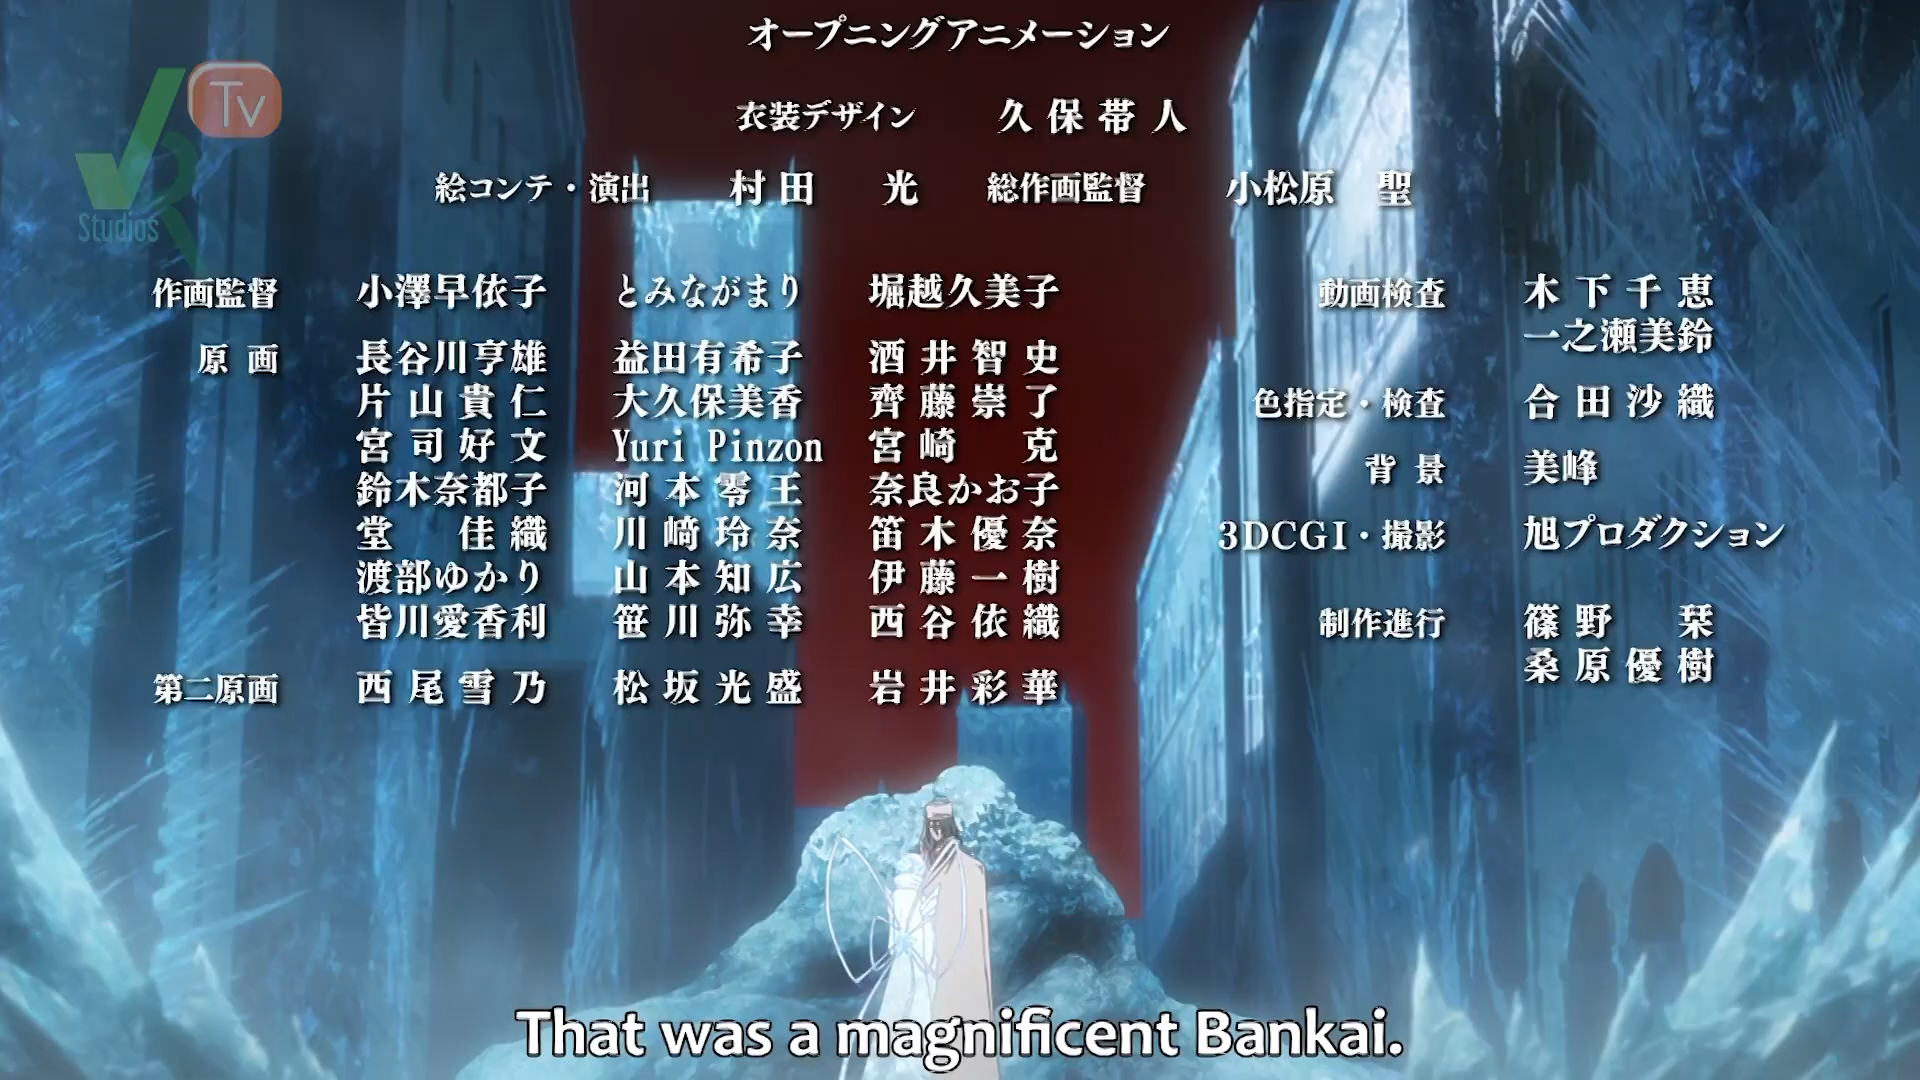 オープニングアニメーション
Tv
VR
Studios
衣装デザイン 久保帯人
絵コンテ・演出 村田 光 総作画監督 小松原 聖
作画監督 小澤早依子 とみながまり 堀越久美子 動画検査 木下千恵
一之瀬美鈴
原画 長谷川亨雄 益田有希子 酒井智史
片山貴仁 大久保美香 齊藤崇了 色指定・検査 合田沙織
宮司好文 Yuri Pinzon 宮崎 克 背景 美峰
鈴木奈都子 河本零王 奈良かお子
堂 佳織 川﨑玲奈 笛木優奈 3DCGI・撮影 旭プロダクション
渡部ゆかり 山本知広 伊藤一樹
皆川愛香利 笹川弥幸 西谷依織 制作進行 篠野 栞
桑原優樹
第二原画 西尾雪乃 松坂光盛 岩井彩華
That was a magnificent Bankai.